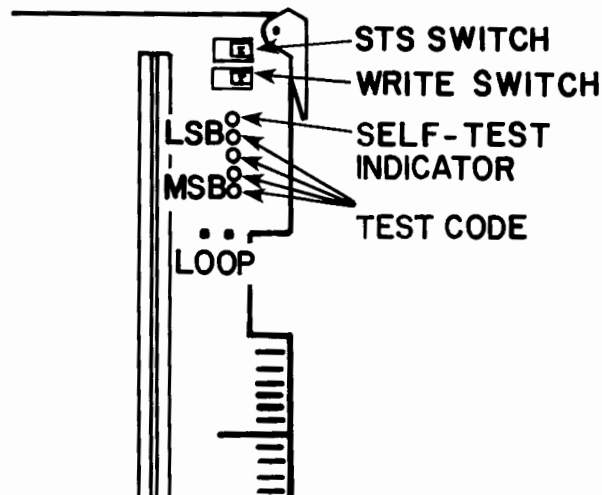 STS SWITCH
WRITE SWITCH
LSB
SELF-TEST
INDICATOR
MSB
TEST CODE
LOOP